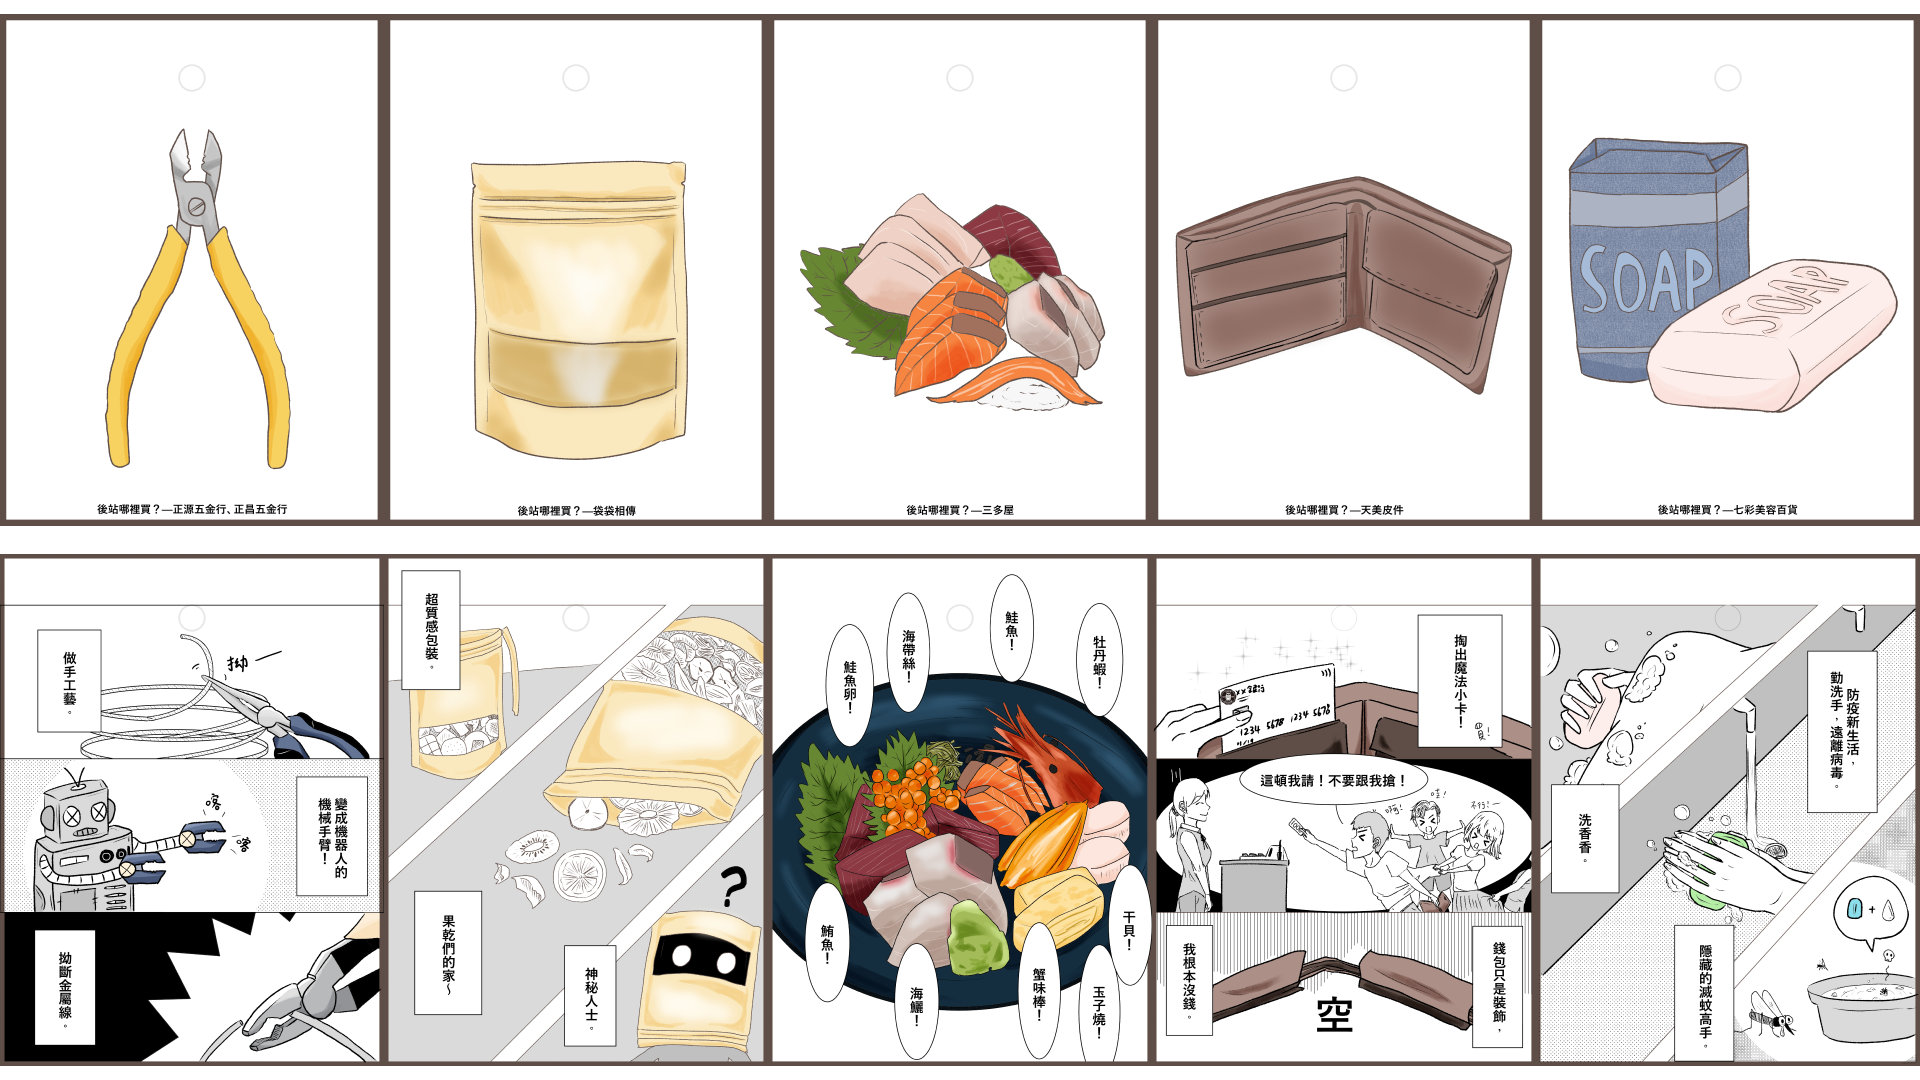 後站哪裡買？—正源五金行、正昌五金行
後站哪裡買？—袋袋相傳
後站哪裡買？—三多屋
後站哪裡買？—天美皮件
SOAP
SOAP
後站哪裡買？—七彩美容百貨
做手工藝。
拗
變成機器人的
機械手臂！
喀
喀
拗斷金屬線。
超質感包裝。
果乾們的家～
?
神秘人士。
鮭魚卵！
海帶絲！
鮭魚！
牡丹蝦！
鮪魚！
海鱺！
蟹味棒！
玉子燒！
干貝！
掏出魔法小卡！
1234 5678 1234 5678
這頓我請！不要跟我搶！
哇！
不行！
我根本沒錢。
空
錢包只是裝飾，
防疫新生活，
勤洗手，遠離病毒。
洗香香。
+
隱藏的滅蚊高手。